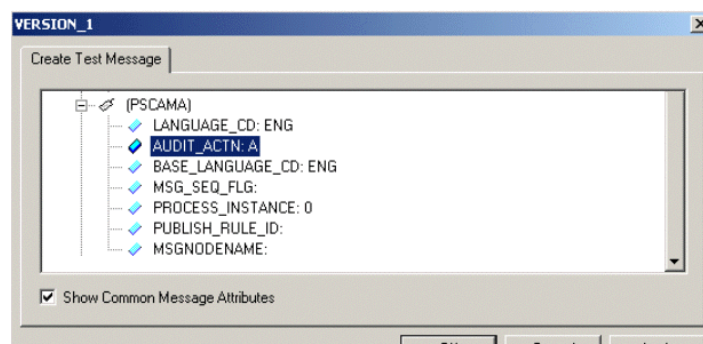 VERSION_1
Create Test Message
(PSCAMA)
LANGUAGE_CD: ENG
AUDIT_ACTN: A
BASE_LANGUAGE_CD: ENG
MSG_SEQ_FLG:
PROCESS_INSTANCE: 0
PUBLISH_RULE_ID:
MSGNODENAME:
Show Common Message Attributes